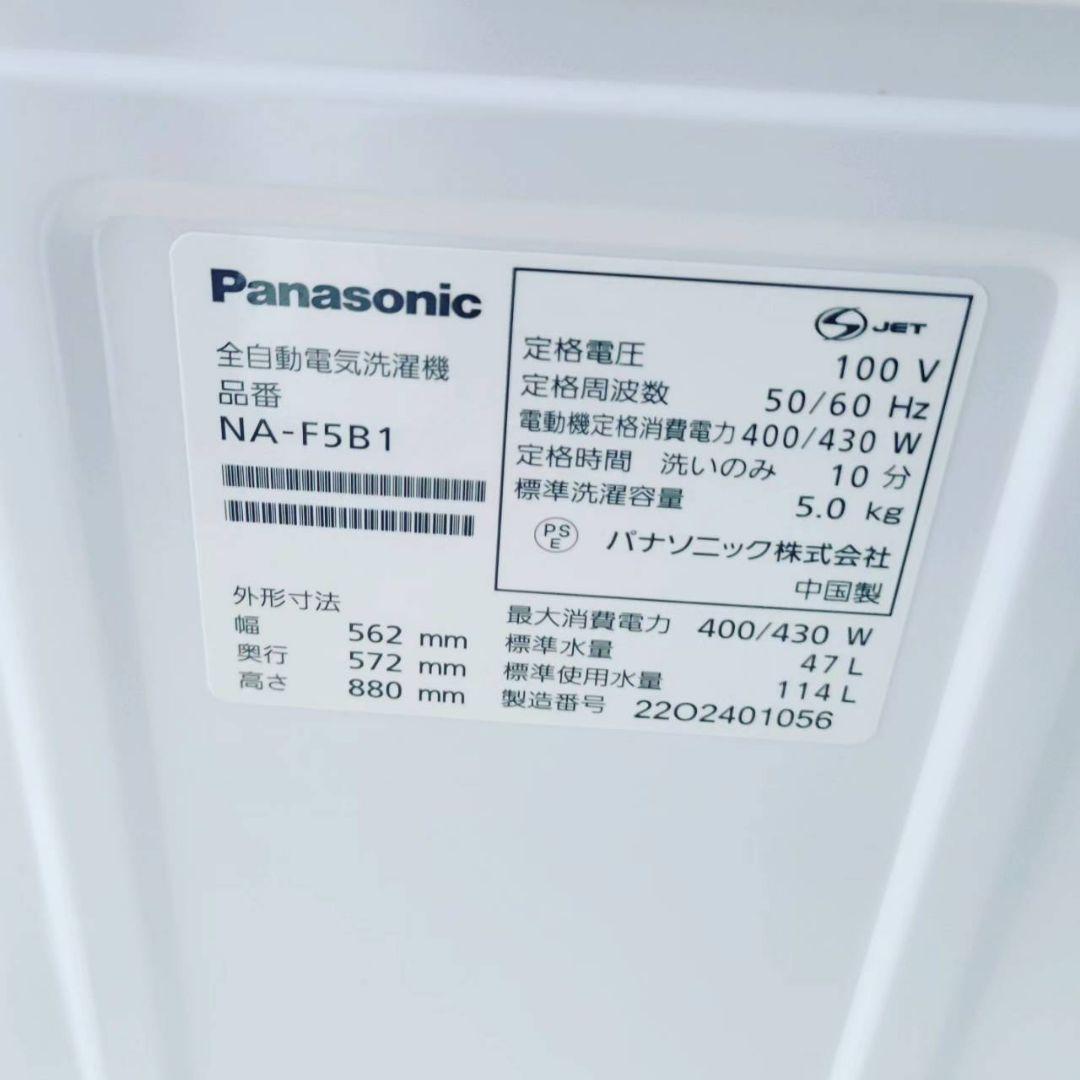 Panasonic
全自動電気洗濯機
品番
NA-F5B1
外形寸法
幅 562 mm
奥行 572 mm
高さ 880 mm
S JET
定格電圧 100 V
定格周波数 50/60 Hz
電動機定格消費電力 400/430 W
定格時間 洗いのみ 10 分
標準洗濯容量 5.0 kg
PS
E
パナソニック株式会社
中国製
最大消費電力 400/430 W
標準水量 47 L
標準使用水量 114 L
製造番号 22O2401056